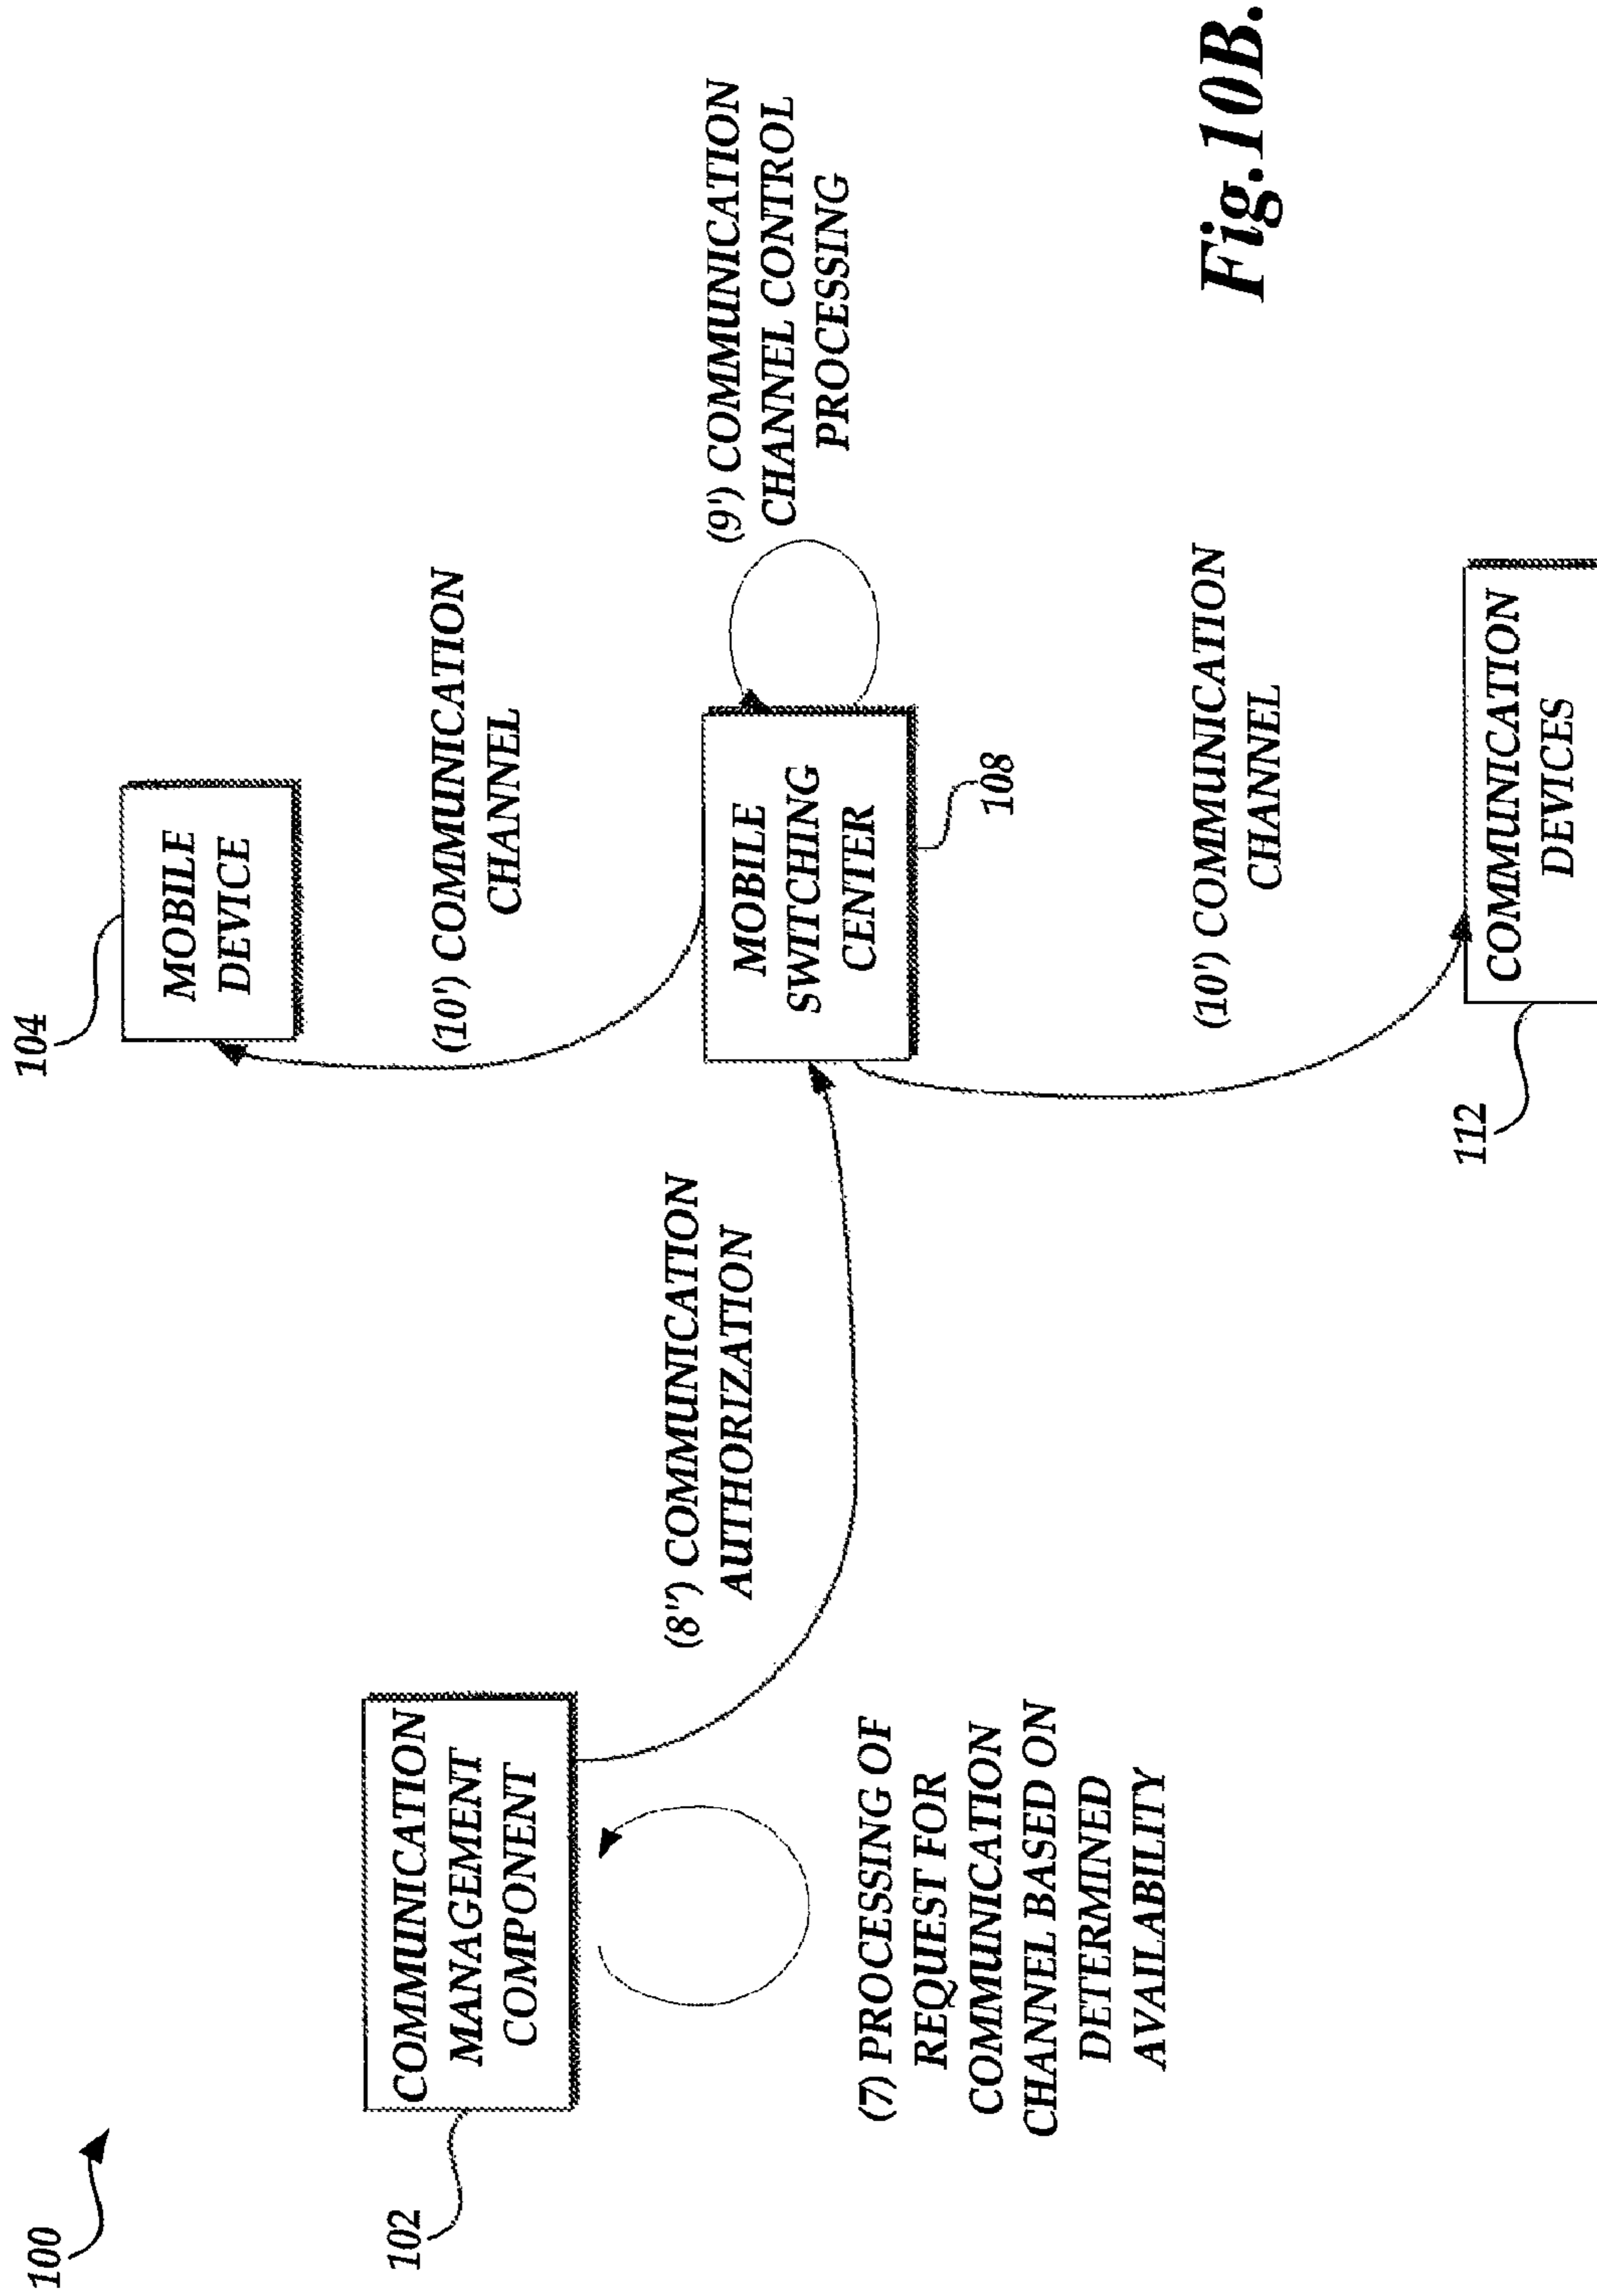 100
102
COMMUNICATION
MANAGEMENT
COMPONENT
(7) PROCESSING OF
REQUEST FOR
COMMUNICATION
CHANNEL BASED ON
DETERMINED
AVAILABILITY
(8") COMMUNICATION
AUTHORIZATION
104
MOBILE
DEVICE
(10') COMMUNICATION
CHANNEL
MOBILE
SWITCHING
CENTER
108
(9') COMMUNICATION
CHANNEL CONTROL
PROCESSING
(10') COMMUNICATION
CHANNEL
112
COMMUNICATION
DEVICES
Fig.10B.